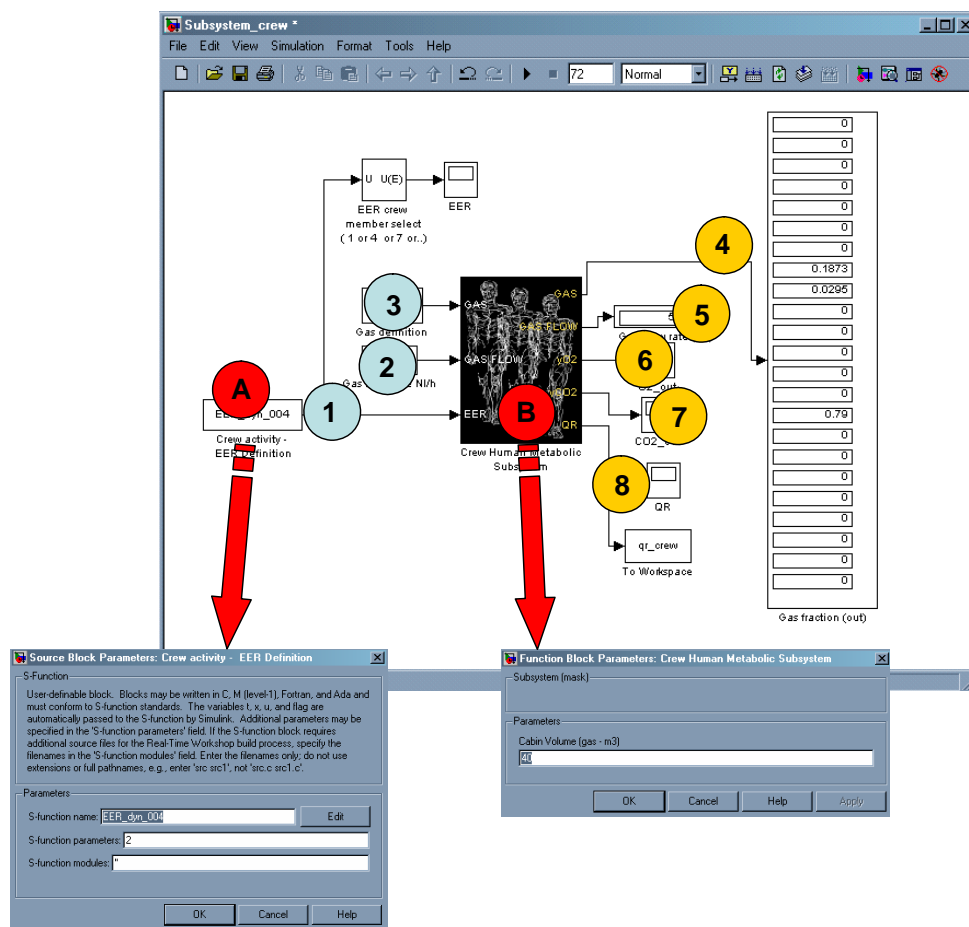 Subsystem_crew *
File Edit View Simulation Format Tools Help
72 Normal
U U(E)
EER
EER crew
member select
( 1 or 4 or 7 or..)
GAS
GAS
GAS FLOW
GAS FLOW
EER
QR
Gas definition
Gas
Nl/h
Crew activity -
EER Definition
Crew Human Metabolic
CO2
QR
qr_crew
To Workspace
0
0
0
0
0
0
0
0.1873
0.0295
0
0
0
0
0
0.79
0
0
0
0
0
0
0
0
Gas fraction (out)
1
2
3
4
5
6
7
8
A
B
Source Block Parameters: Crew activity - EER Definition
S-Function
User-definable block. Blocks may be written in C, M (level-1), Fortran, and Ada and
must conform to S-function standards. The variables t, x, u, and flag are
automatically passed to the S-function by Simulink. Additional parameters may be
specified in the 'S-function parameters' field. If the S-function block requires
additional source files for the Real-Time Workshop build process, specify the
filenames in the 'S-function modules' field. Enter the filenames only; do not use
extensions or full pathnames, e.g., enter 'src src1', not 'src.c src1.c'.
Parameters
S-function name: EER_dyn_004 Edit
S-function parameters: 2
S-function modules: ''
OK Cancel Help
Function Block Parameters: Crew Human Metabolic Subsystem
Subsystem (mask)
Parameters
Cabin Volume (gas - m3)
40
OK Cancel Help Apply